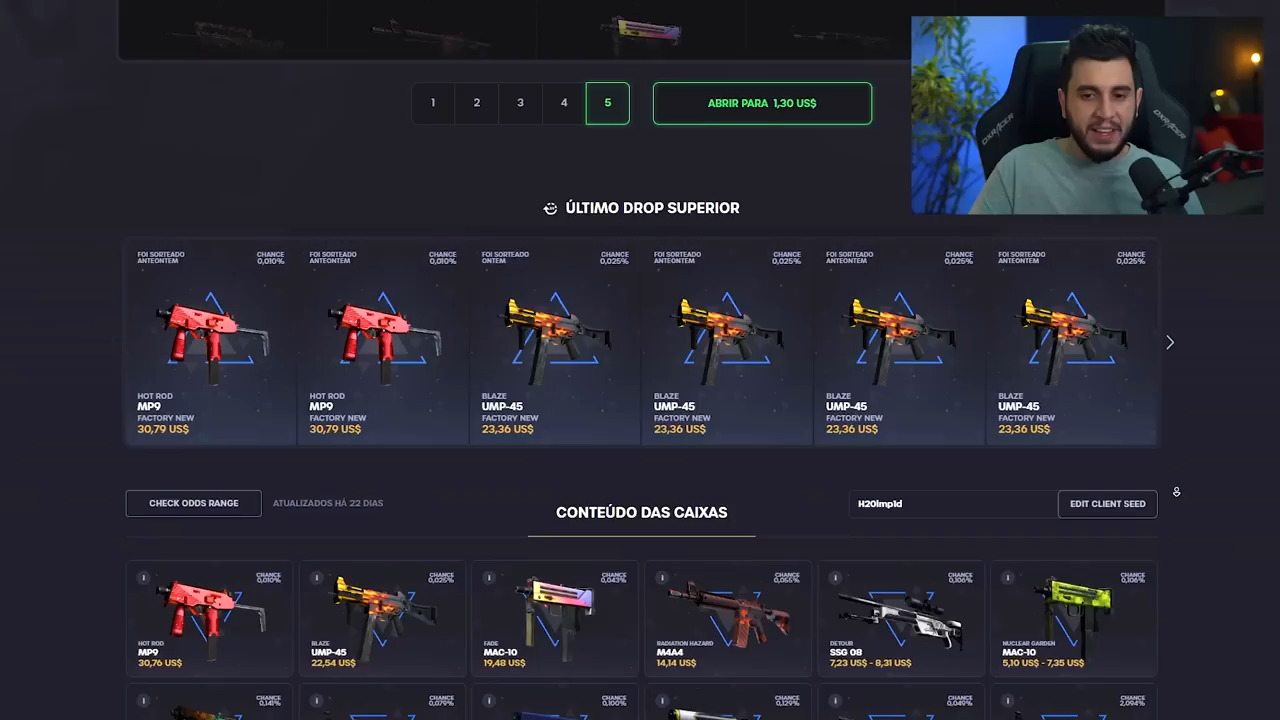 1 2 3 4 5
ABRIR PARA 1,30 US$
DXRACER
DXRACER
ÚLTIMO DROP SUPERIOR
FOI SORTEADO
ANTEONTEM
CHANCE
0,010%
HOT ROD
MP9
FACTORY NEW
30,79 US$
FOI SORTEADO
ANTEONTEM
CHANCE
0,010%
HOT ROD
MP9
FACTORY NEW
30,79 US$
FOI SORTEADO
ONTEM
CHANCE
0,025%
BLAZE
UMP-45
FACTORY NEW
23,36 US$
FOI SORTEADO
ANTEONTEM
CHANCE
0,025%
BLAZE
UMP-45
FACTORY NEW
23,36 US$
FOI SORTEADO
ANTEONTEM
CHANCE
0,025%
BLAZE
UMP-45
FACTORY NEW
23,36 US$
FOI SORTEADO
ANTEONTEM
CHANCE
0,025%
BLAZE
UMP-45
FACTORY NEW
23,36 US$
CHECK ODDS RANGE
ATUALIZADOS HÁ 22 DIAS
CONTEÚDO DAS CAIXAS
H20lmp1d
EDIT CLIENT SEED
CHANCE
0,010%
HOT ROD
MP9
30,76 US$
CHANCE
0,025%
BLAZE
UMP-45
22,54 US$
CHANCE
0,043%
FADE
MAC-10
19,48 US$
CHANCE
0,055%
RADIATION HAZARD
M4A4
14,14 US$
CHANCE
0,106%
DETOUR
SSG 08
7,23 US$ - 8,31 US$
CHANCE
0,106%
NUCLEAR GARDEN
MAC-10
5,10 US$ - 7,35 US$
CHANCE
0,141%
CHANCE
0,079%
CHANCE
0,100%
CHANCE
0,129%
CHANCE
0,049%
CHANCE
2,094%